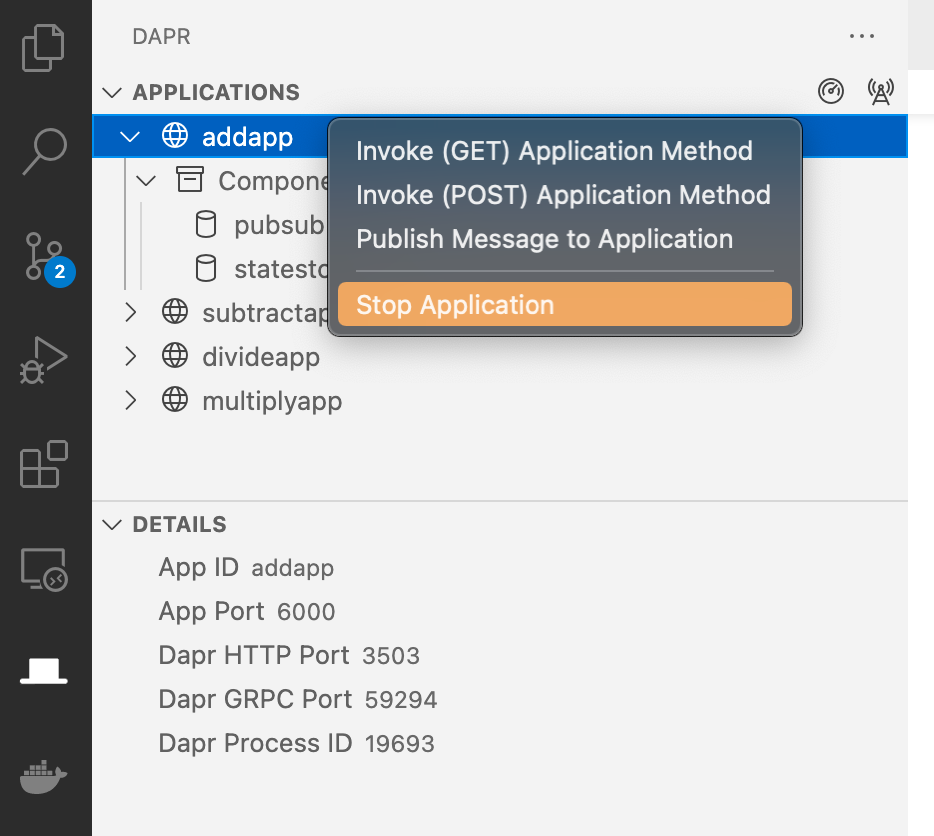 DAPR
APPLICATIONS
addapp
Invoke (GET) Application Method
Compone
Invoke (POST) Application Method
pubsub
Publish Message to Application
statesto
Stop Application
subtractap
divideapp
multiplyapp
2
DETAILS
App ID addapp
App Port 6000
Dapr HTTP Port 3503
Dapr GRPC Port 59294
Dapr Process ID 19693